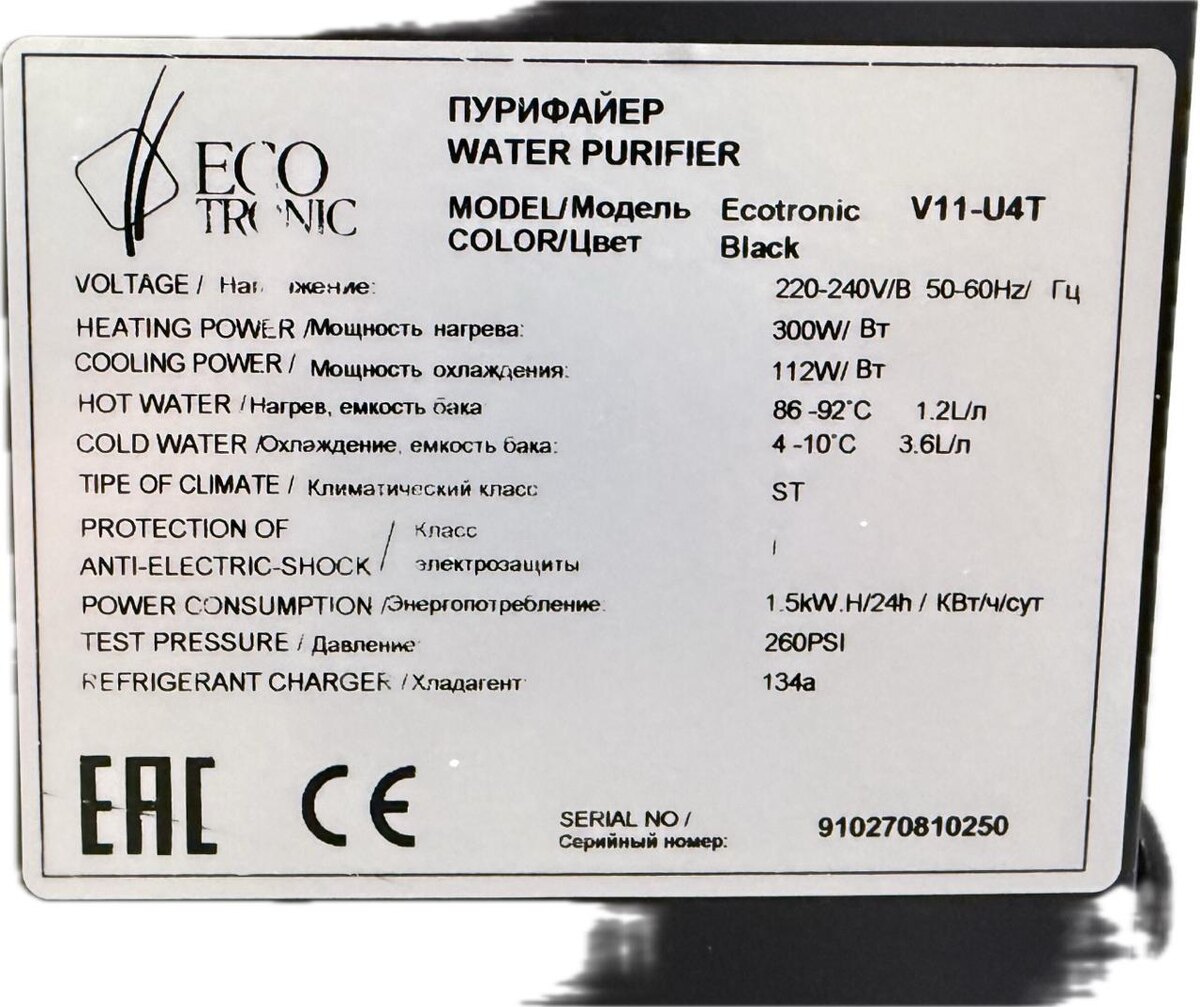 ECO
TRONIC
ПУРИФАЙЕР
WATER PURIFIER
MODEL/Модель Ecotronic V11-U4T
COLOR/Цвет Black
VOLTAGE / 220-240V/В 50-60Hz/ Гц
HEATING POWER /Мощность нагрева: 300W/ Вт
COOLING POWER / Мощность охлаждения: 112W/ Вт
HOT WATER /Нагрев, емкость бака 86 -92°C 1.2L/л
COLD WATER /Охлаждение, емкость бака: 4 -10°C 3.6L/л
TIPE OF CLIMATE / Климатический класс ST
PROTECTION OF / Класс
ANTI-ELECTRIC-SHOCK электрозащиты I
POWER CONSUMPTION /Энергопотребление: 1.5kW.H/24h / КВт/ч/сут
TEST PRESSURE / Давление: 260PSI
REFRIGERANT CHARGER / Хладагент 134a
EAC CE
SERIAL NO /
Серийный номер: 910270810250